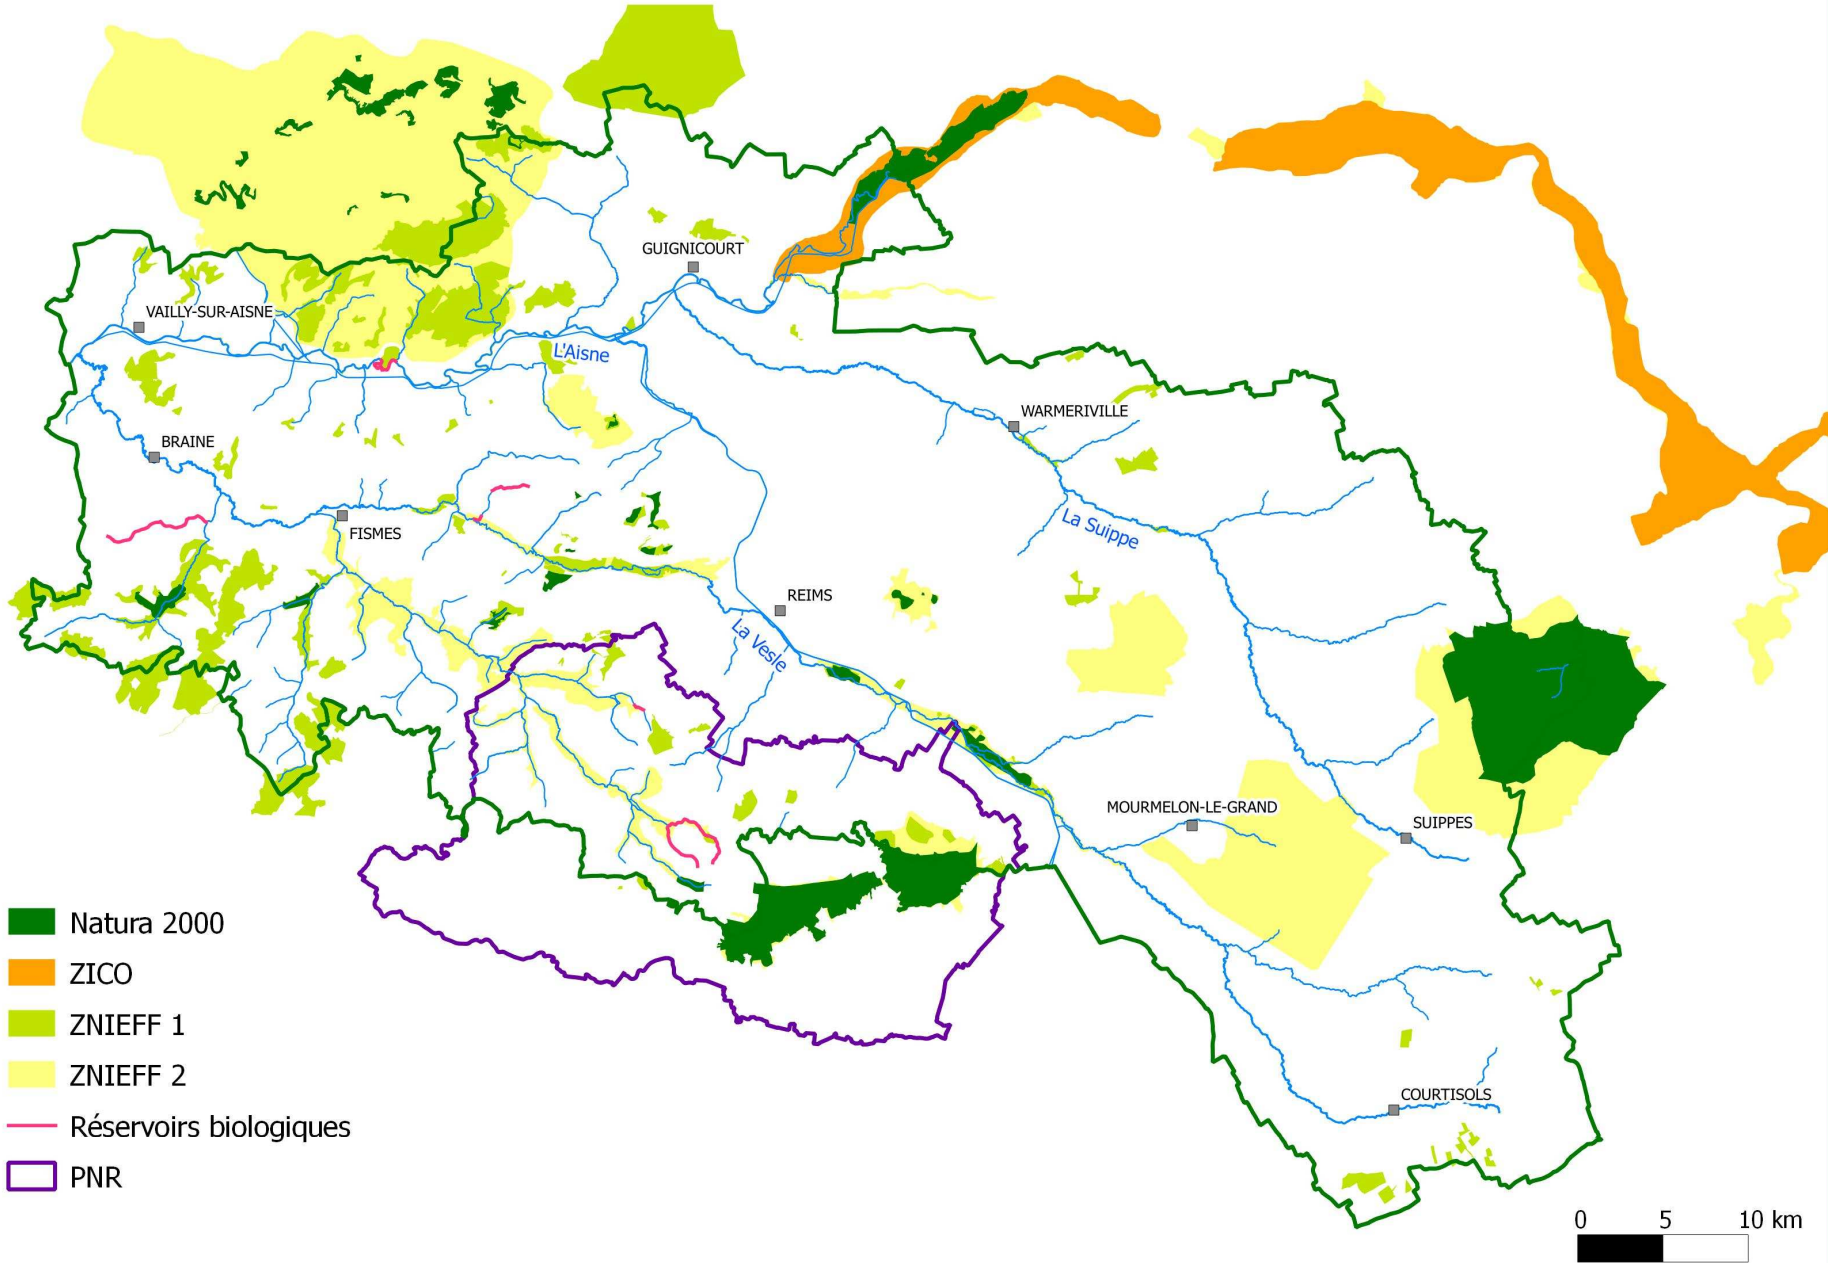 GUIGNICOURT
VAILLY-SUR-AISNE
L'Aisne
WARMERIVILLE
BRAINE
FISMES
La Suippe
REIMS
La Vesle
MOURMELON-LE-GRAND
SUIPPES
COURTISOLS
Natura 2000
ZICO
ZNIEFF 1
ZNIEFF 2
Réservoirs biologiques
PNR
0 5 10 km